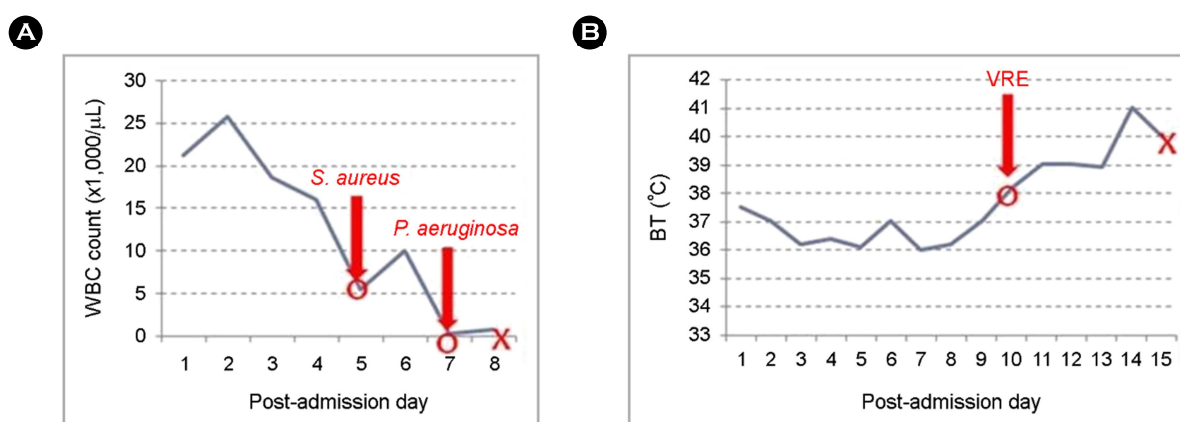 A
WBC count (x1,000/μL)
30
25
20
15
10
5
0
S. aureus
P. aeruginosa
O
O
X
1 2 3 4 5 6 7 8
Post-admission day
B
BT (℃)
42
41
40
39
38
37
36
35
34
33
VRE
O
X
1 2 3 4 5 6 7 8 9 10 11 12 13 14 15
Post-admission day